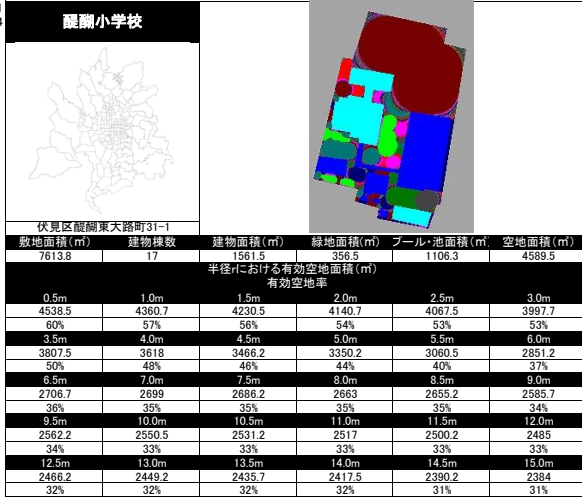 醍醐小学校
伏見区醍醐東大路町31-1
敷地面積(㎡) 建物棟数 建物面積(㎡) 緑地面積(㎡) プール・池面積(㎡) 空地面積(㎡)
7613.8 17 1561.5 356.5 1106.3 4589.5
半径rにおける有効空地面積(㎡)
有効空地率
0.5m 1.0m 1.5m 2.0m 2.5m 3.0m
4538.5 4360.7 4230.5 4140.7 4067.5 3997.7
60% 57% 56% 54% 53% 53%
3.5m 4.0m 4.5m 5.0m 5.5m 6.0m
3807.5 3618 3466.2 3350.2 3060.5 2851.2
50% 48% 46% 44% 40% 37%
6.5m 7.0m 7.5m 8.0m 8.5m 9.0m
2706.7 2699 2686.2 2663 2655.2 2585.7
36% 35% 35% 35% 35% 34%
9.5m 10.0m 10.5m 11.0m 11.5m 12.0m
2562.2 2550.5 2531.2 2517 2500.2 2485
34% 33% 33% 33% 33% 33%
12.5m 13.0m 13.5m 14.0m 14.5m 15.0m
2466.2 2449.2 2435.7 2417.5 2390.2 2384
32% 32% 32% 32% 31% 31%